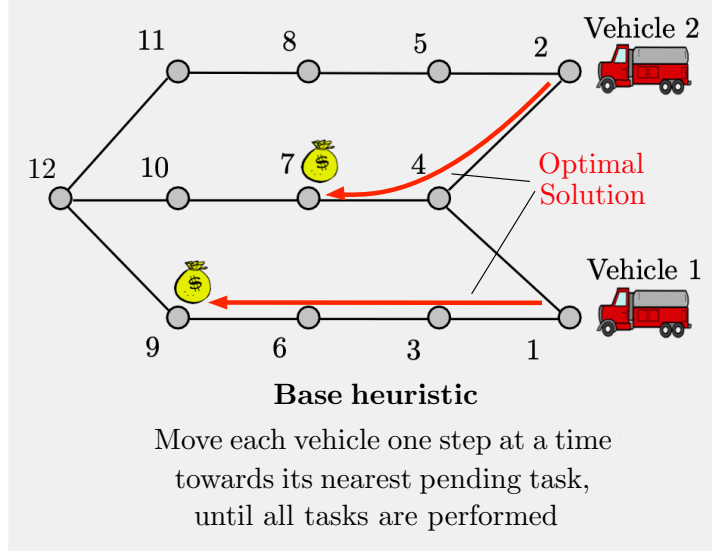 Vehicle 2
11
8
5
2
12
10
7
$
4
Optimal
Solution
$
Vehicle 1
9
6
3
1
Base heuristic
Move each vehicle one step at a time
towards its nearest pending task,
until all tasks are performed